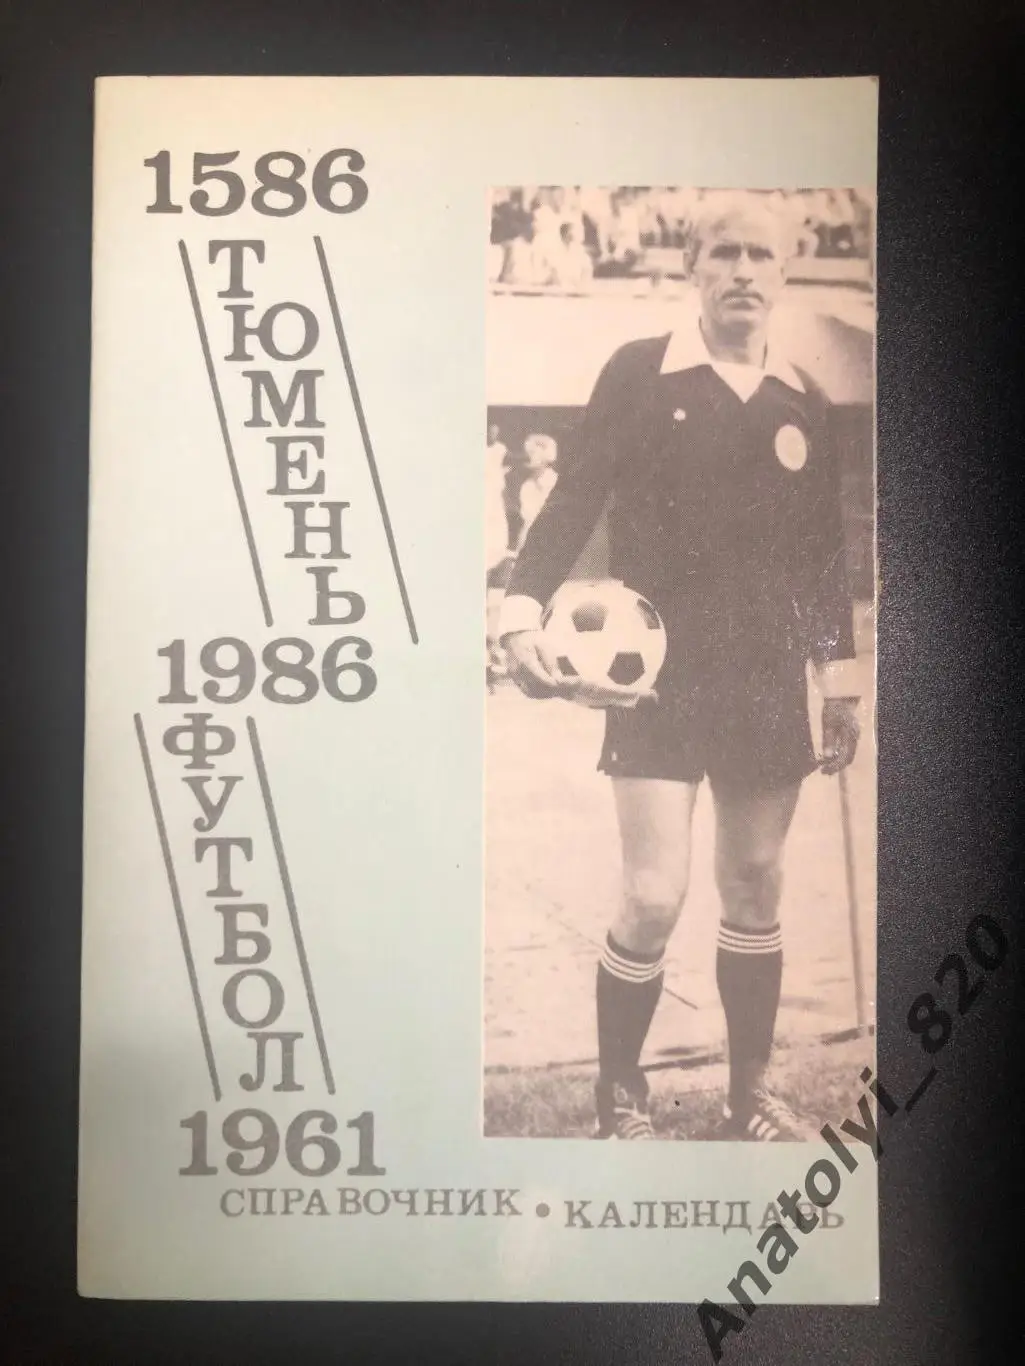 1586
ТЮМЕНЬ
1986
ФУТБОЛ
1961
СПРАВОЧНИК • КАЛЕНДАРЬ
Anatolyi_820